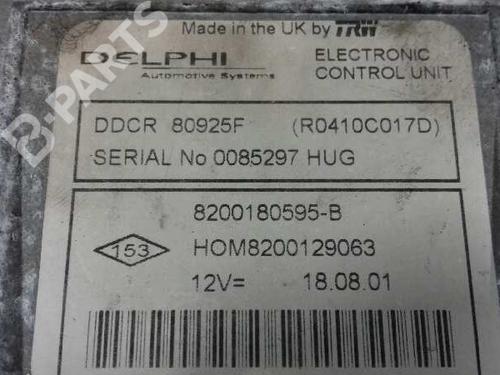 Made in the UK by TRW
DELPHI
Automotive Systems
ELECTRONIC
CONTROL UNIT
DDCR 80925F (R0410C017D)
SERIAL No 0085297 HUG
8200180595-B
153
HOM8200129063
12V= 18.08.01
B-PARTS